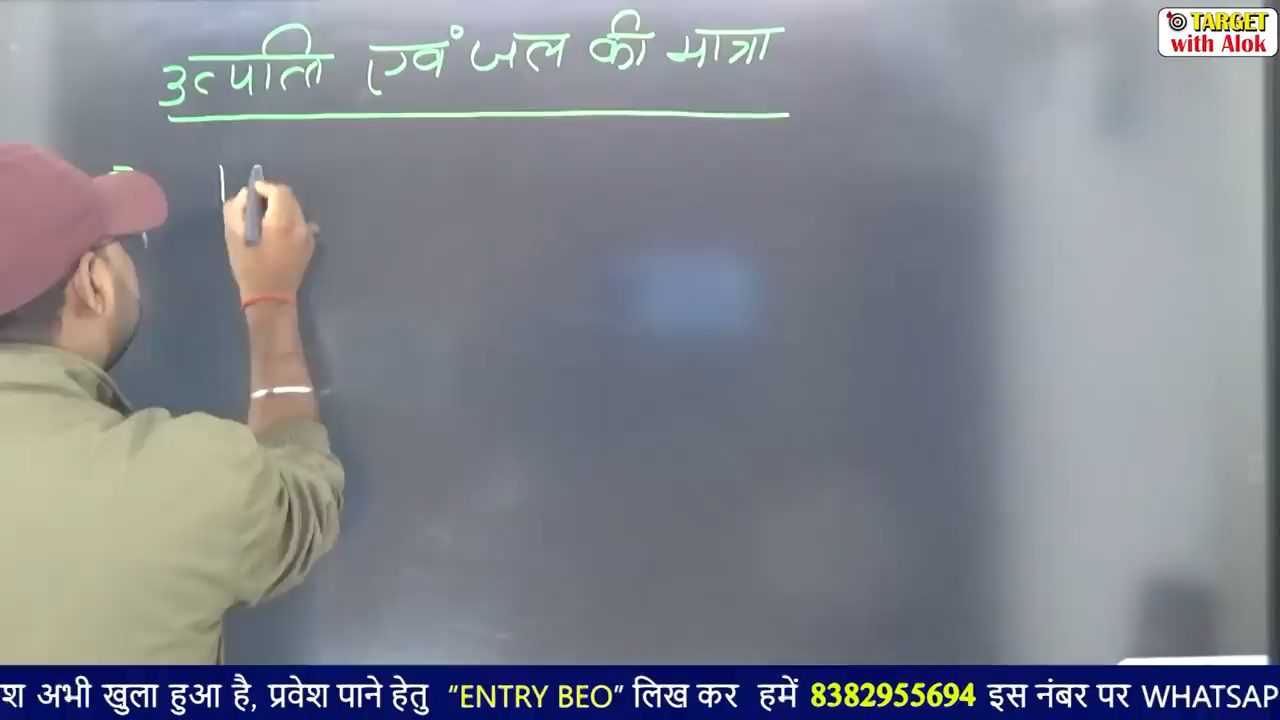 TARGET
with Alok
उत्पत्ति एवं जल की मात्रा
श अभी खुला हुआ है, प्रवेश पाने हेतु “ENTRY BEO” लिख कर हमें 8382955694 इस नंबर पर WHATSAP